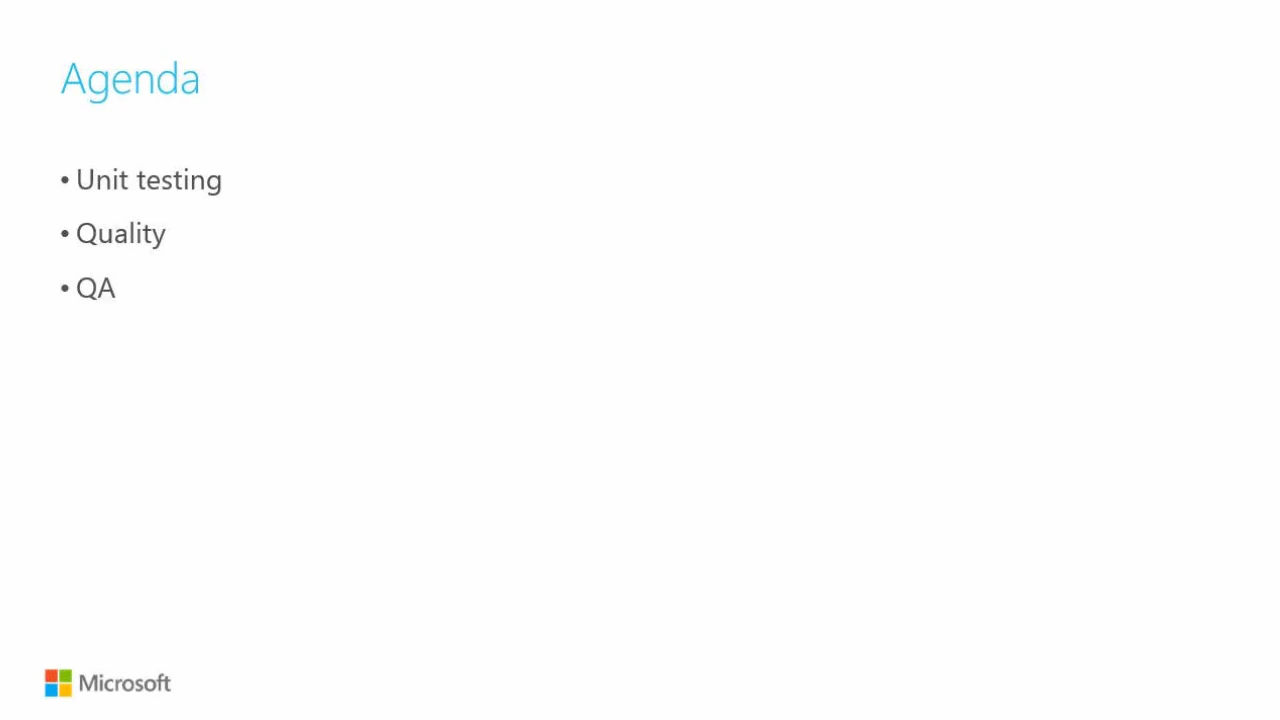 Agenda
• Unit testing
• Quality
• QA
Microsoft